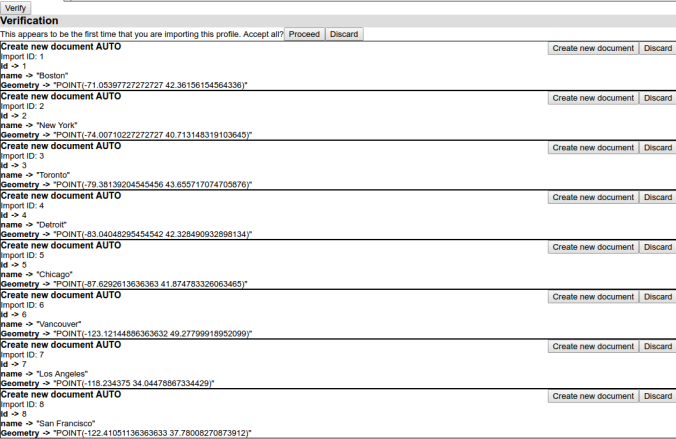 Verify
Verification
This appears to be the first time that you are importing this profile. Accept all? Proceed Discard
Create new document AUTO Create new document Discard
Import ID: 1
Id -> 1
name -> "Boston"
Geometry -> "POINT(-71.05397727272727 42.36156154564336)"
Create new document AUTO Create new document Discard
Import ID: 2
Id -> 2
name -> "New York"
Geometry -> "POINT(-74.00710227272727 40.713148319103645)"
Create new document AUTO Create new document Discard
Import ID: 3
Id -> 3
name -> "Toronto"
Geometry -> "POINT(-79.38139204545456 43.655717074705876)"
Create new document AUTO Create new document Discard
Import ID: 4
Id -> 4
name -> "Detroit"
Geometry -> "POINT(-83.04048295454542 42.328490932898134)"
Create new document AUTO Create new document Discard
Import ID: 5
Id -> 5
name -> "Chicago"
Geometry -> "POINT(-87.6292613636363 41.874783326063465)"
Create new document AUTO Create new document Discard
Import ID: 6
Id -> 6
name -> "Vancouver"
Geometry -> "POINT(-123.12144886363632 49.27799918952099)"
Create new document AUTO Create new document Discard
Import ID: 7
Id -> 7
name -> "Los Angeles"
Geometry -> "POINT(-118.234375 34.04478867334429)"
Create new document AUTO Create new document Discard
Import ID: 8
Id -> 8
name -> "San Francisco"
Geometry -> "POINT(-122.41051136363633 37.78008270873912)"